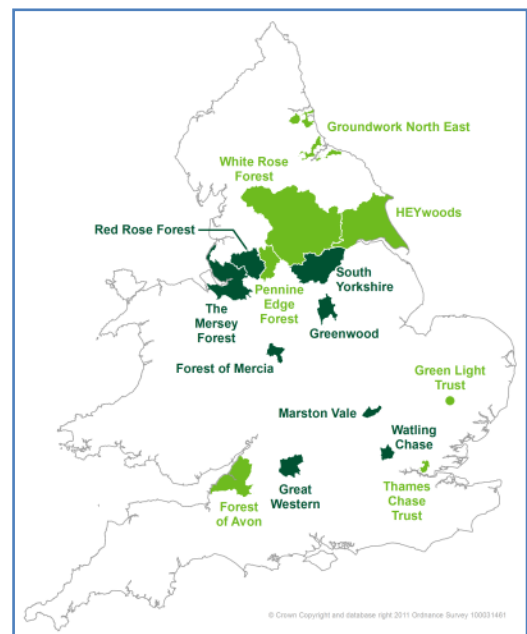 Groundwork North East
White Rose
Forest
HEYwoods
Red Rose Forest
South
Yorkshire
The
Mersey
Forest
Pennine
Edge
Forest
Greenwood
Forest of Mercia
Green Light
Trust
Marston Vale
Watling
Chase
Great
Western
Thames
Chase
Trust
Forest
of Avon
© Crown Copyright and database right 2011 Ordnance Survey 100031461